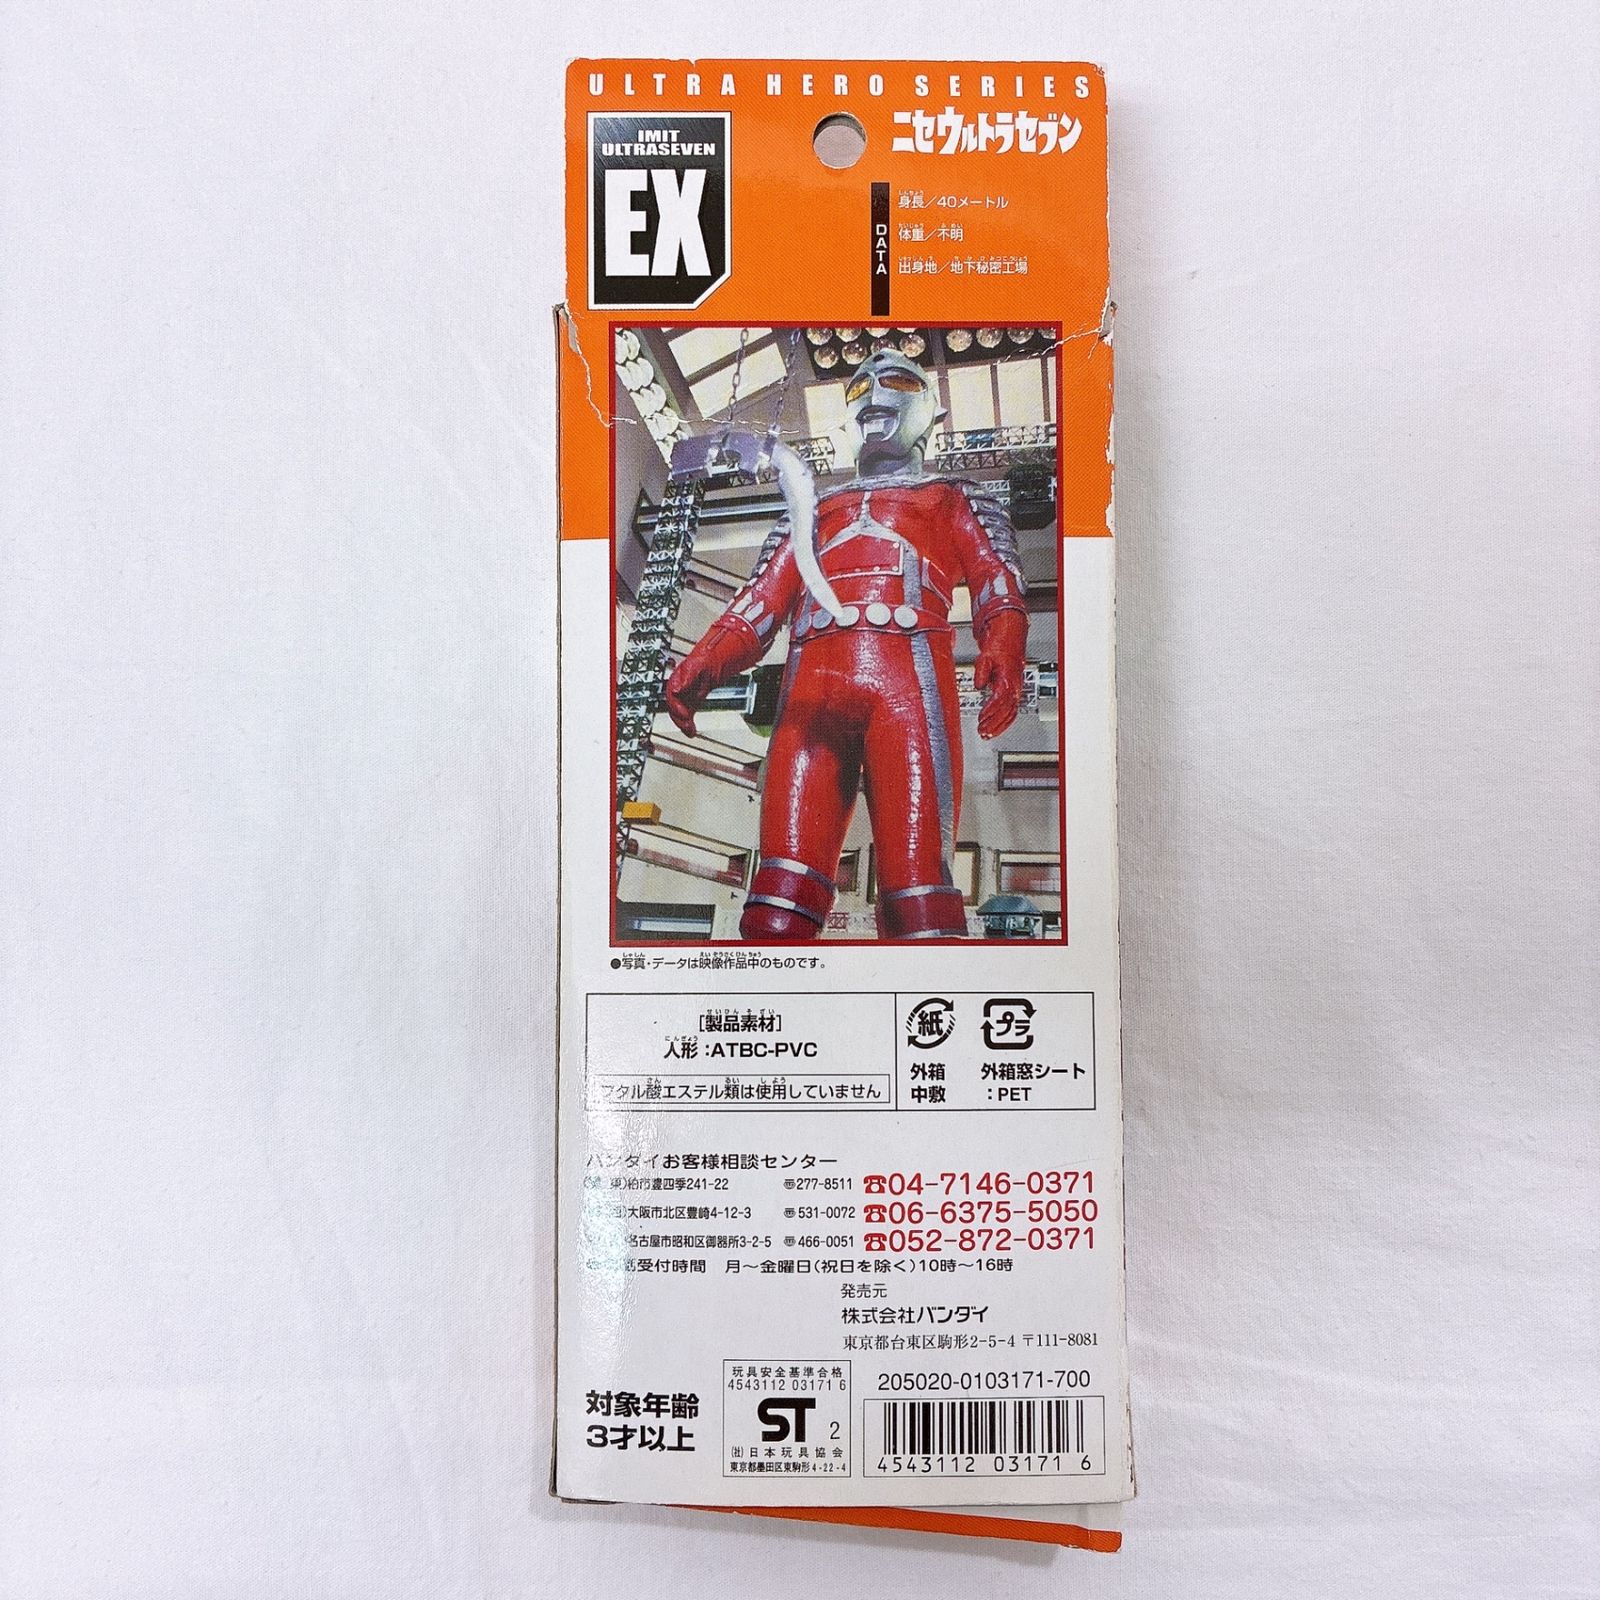 ULTRA HERO SERIES
IMIT
ULTRASEVEN
EX
ニセウルトラセブン
DATA
身長／40メートル
体重／不明
出身地／地下秘密工場
●写真・データは映像作品中のものです。
[製品素材]
人形：ATBC-PVC
フタル酸エステル類は使用していません
紙
外箱
中敷
プラ
外箱窓シート
：PET
バンダイお客様相談センター
東)柏市豊四季241-22 〠277-8511 ☎04-7146-0371
大阪市北区豊崎4-12-3 〠531-0072 ☎06-6375-5050
名古屋市昭和区御器所3-2-5 〠466-0051 ☎052-872-0371
受付時間 月～金曜日(祝日を除く)10時～16時
発売元
株式会社バンダイ
東京都台東区駒形2-5-4 〒111-8081
対象年齢
3才以上
玩具安全基準合格
4543112 03171 6
ST 2
(社)日本玩具協会
東京都墨田区東駒形4-22-4
205020-0103171-700
4543112 03171 6